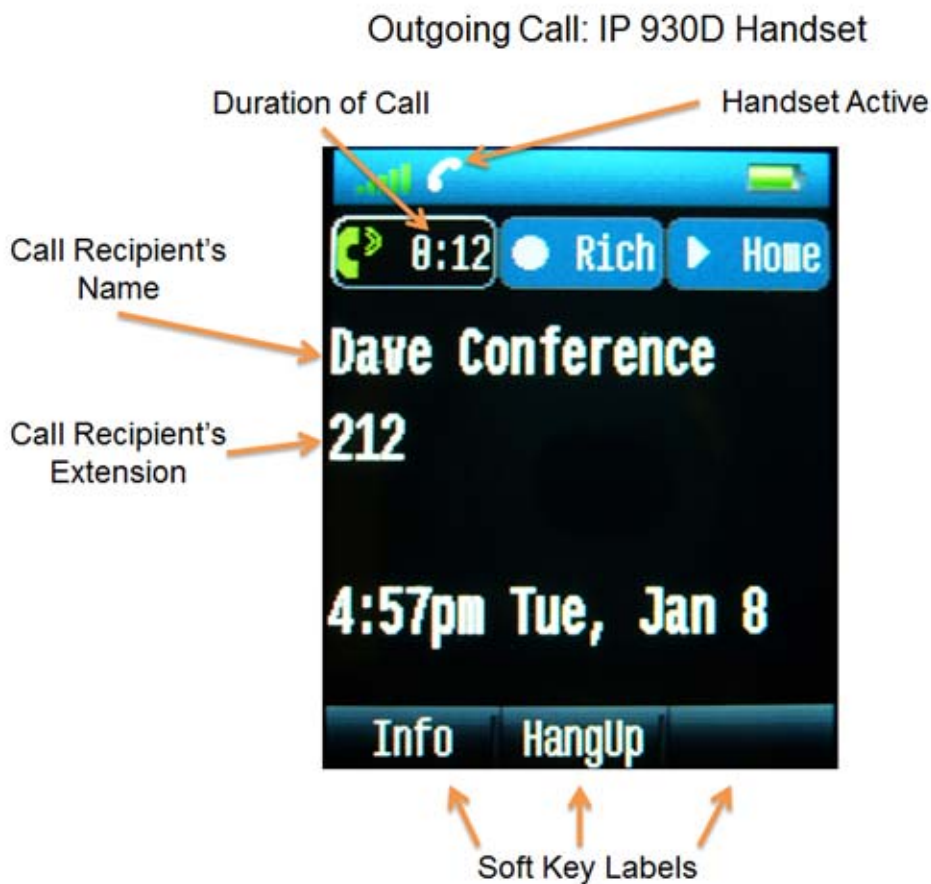 Outgoing Call: IP 930D Handset
Duration of Call
Handset Active
0:12
Rich
Home
Call Recipient's
Name
Dave Conference
Call Recipient's
Extension
212
4:57pm Tue, Jan 8
Info
HangUp
Soft Key Labels